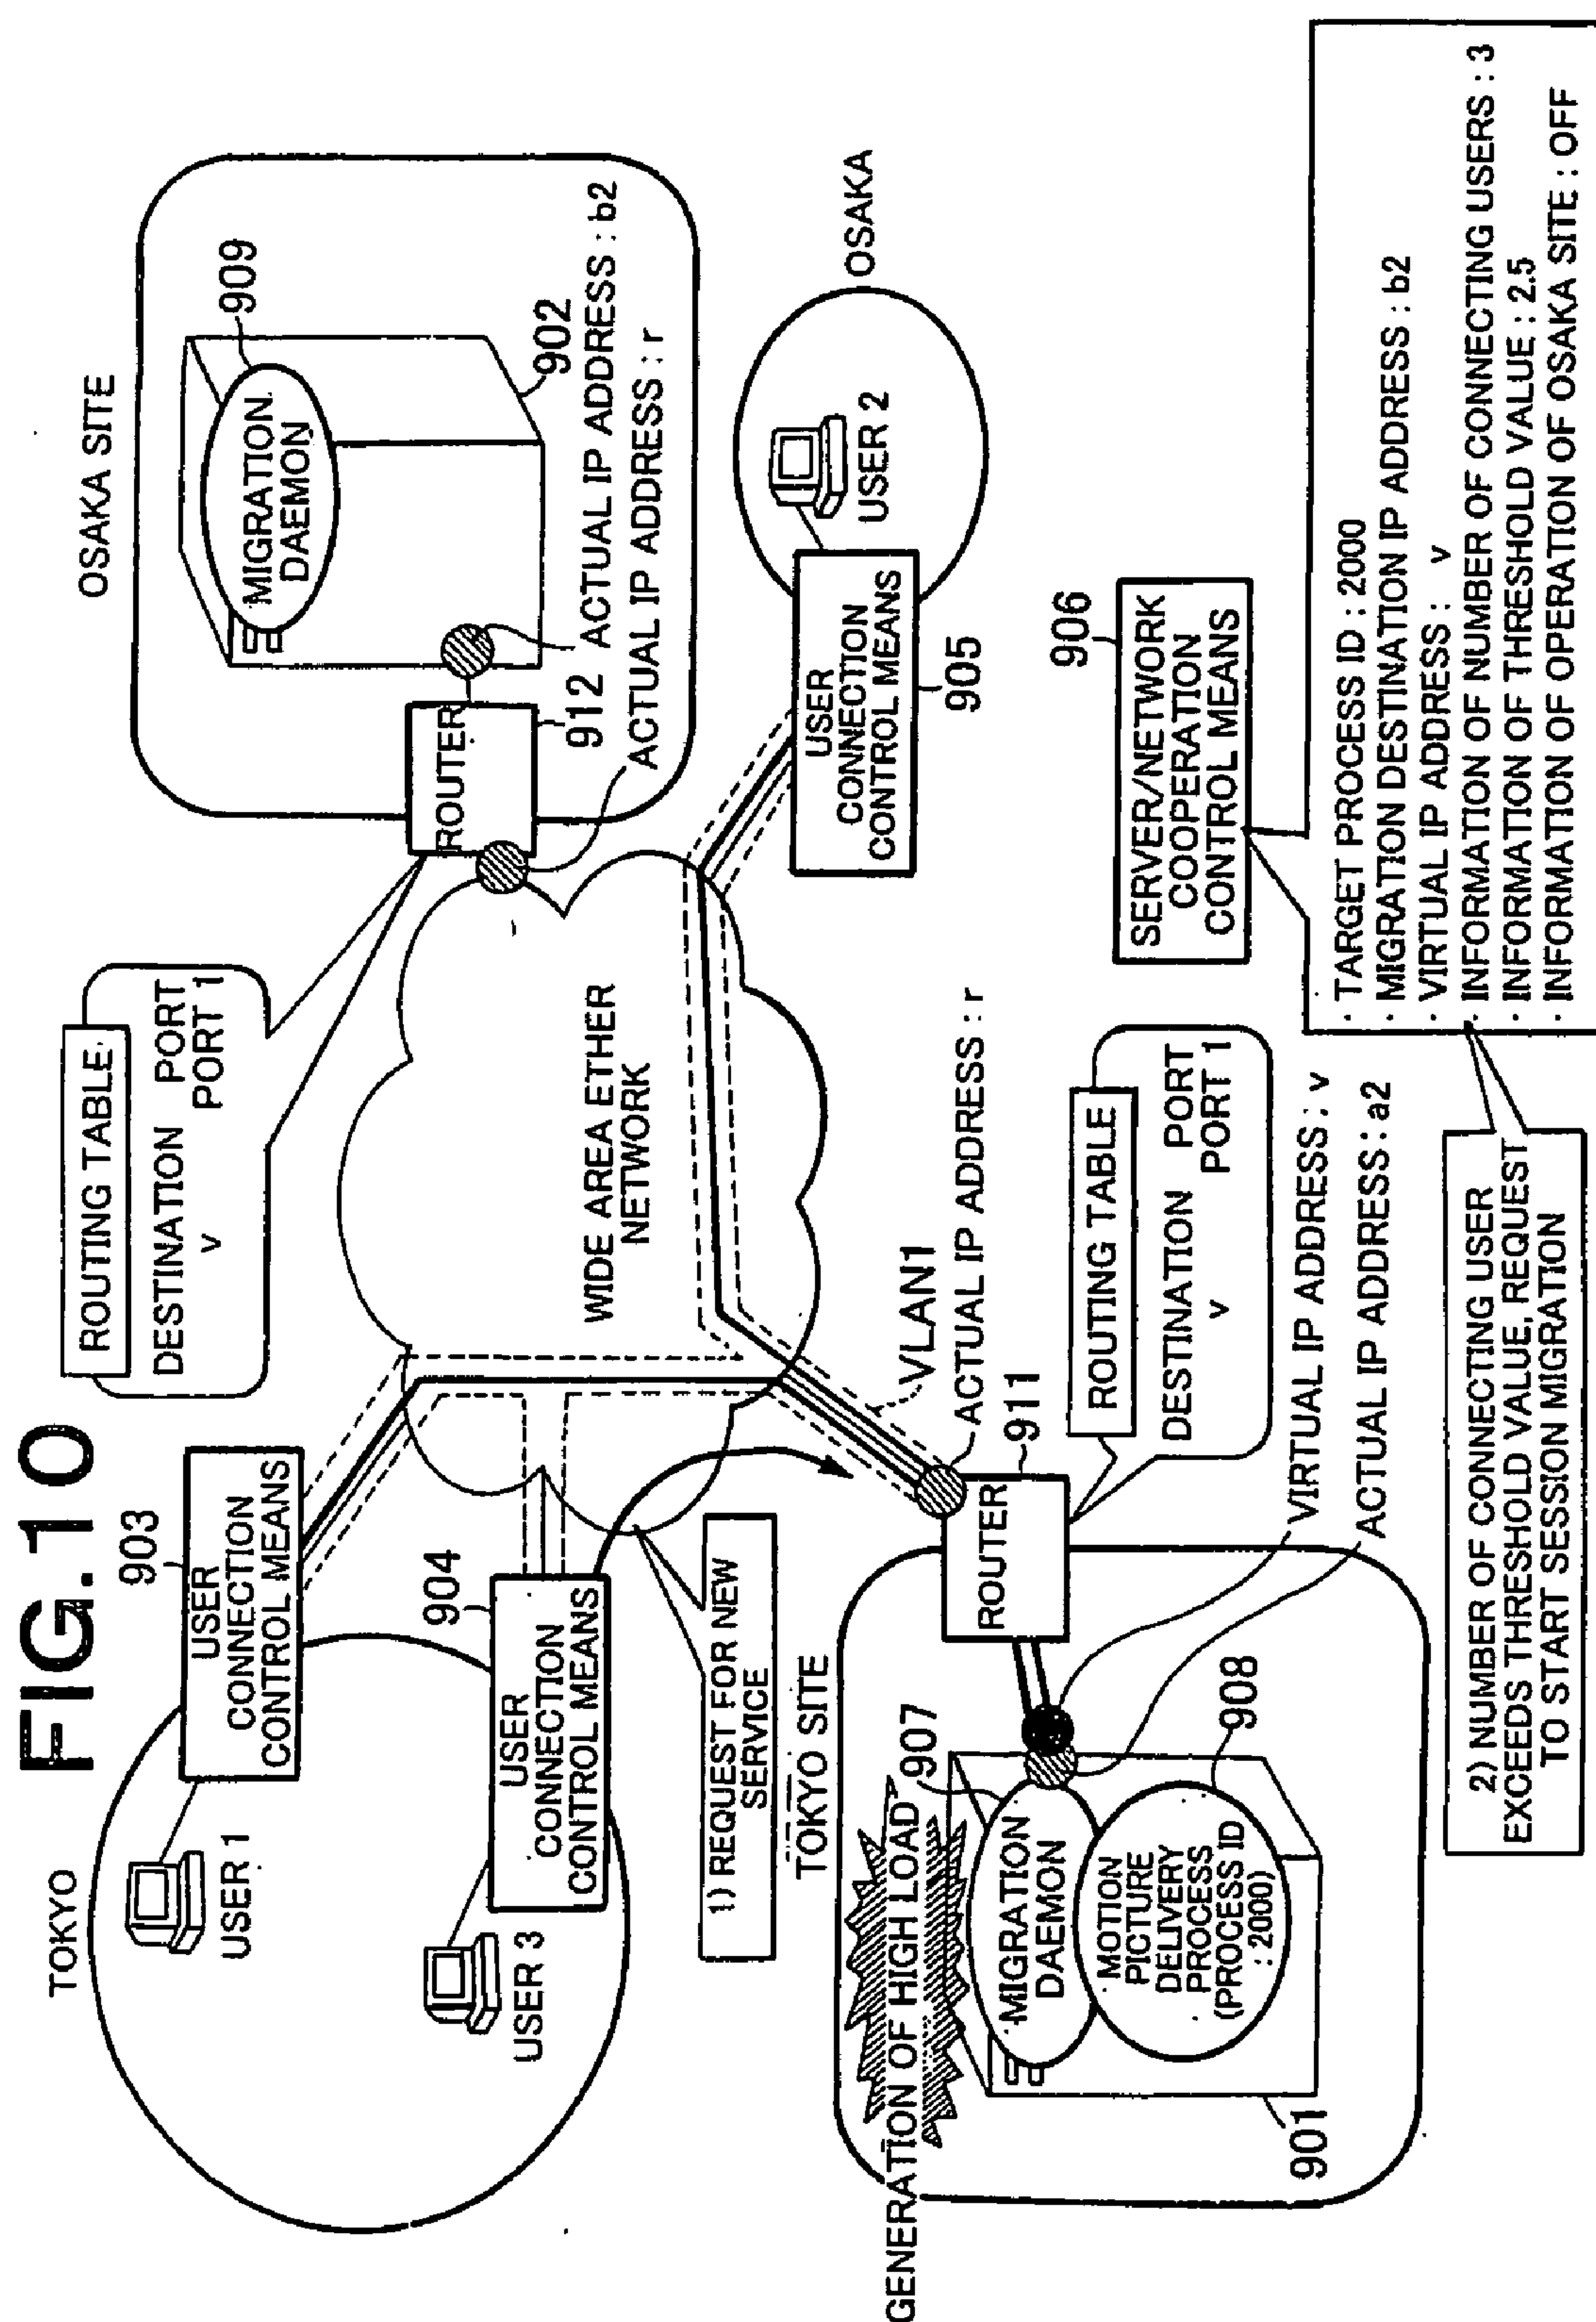 FIG.10
TOKYO
USER 1
USER 3
903
USER
CONNECTION
CONTROL MEANS
904
USER
CONNECTION
CONTROL MEANS
1) REQUEST FOR NEW
SERVICE
ROUTING TABLE
DESTINATION PORT
v PORT 1
WIDE AREA ETHER
NETWORK
OSAKA SITE
909
MIGRATION
DAEMON
902
ROUTER
912
ACTUAL IP ADDRESS : b2
ACTUAL IP ADDRESS : r
OSAKA
USER 2
USER
CONNECTION
CONTROL MEANS
905
TOKYO SITE
GENERATION OF HIGH LOAD
907
MIGRATION
DAEMON
MOTION
PICTURE
DELIVERY
PROCESS
(PROCESS ID
: 2000)
908
901
ROUTER
911
VLAN1
ACTUAL IP ADDRESS : r
ROUTING TABLE
DESTINATION PORT
v PORT 1
VIRTUAL IP ADDRESS : v
ACTUAL IP ADDRESS : a2
906
SERVER/NETWORK
COOPERATION
CONTROL MEANS
· TARGET PROCESS ID : 2000
· MIGRATION DESTINATION IP ADDRESS : b2
· VIRTUAL IP ADDRESS : v
· INFORMATION OF NUMBER OF CONNECTING USERS : 3
· INFORMATION OF THRESHOLD VALUE : 2.5
· INFORMATION OF OPERATION OF OSAKA SITE : OFF
2) NUMBER OF CONNECTING USER
EXCEEDS THRESHOLD VALUE, REQUEST
TO START SESSION MIGRATION